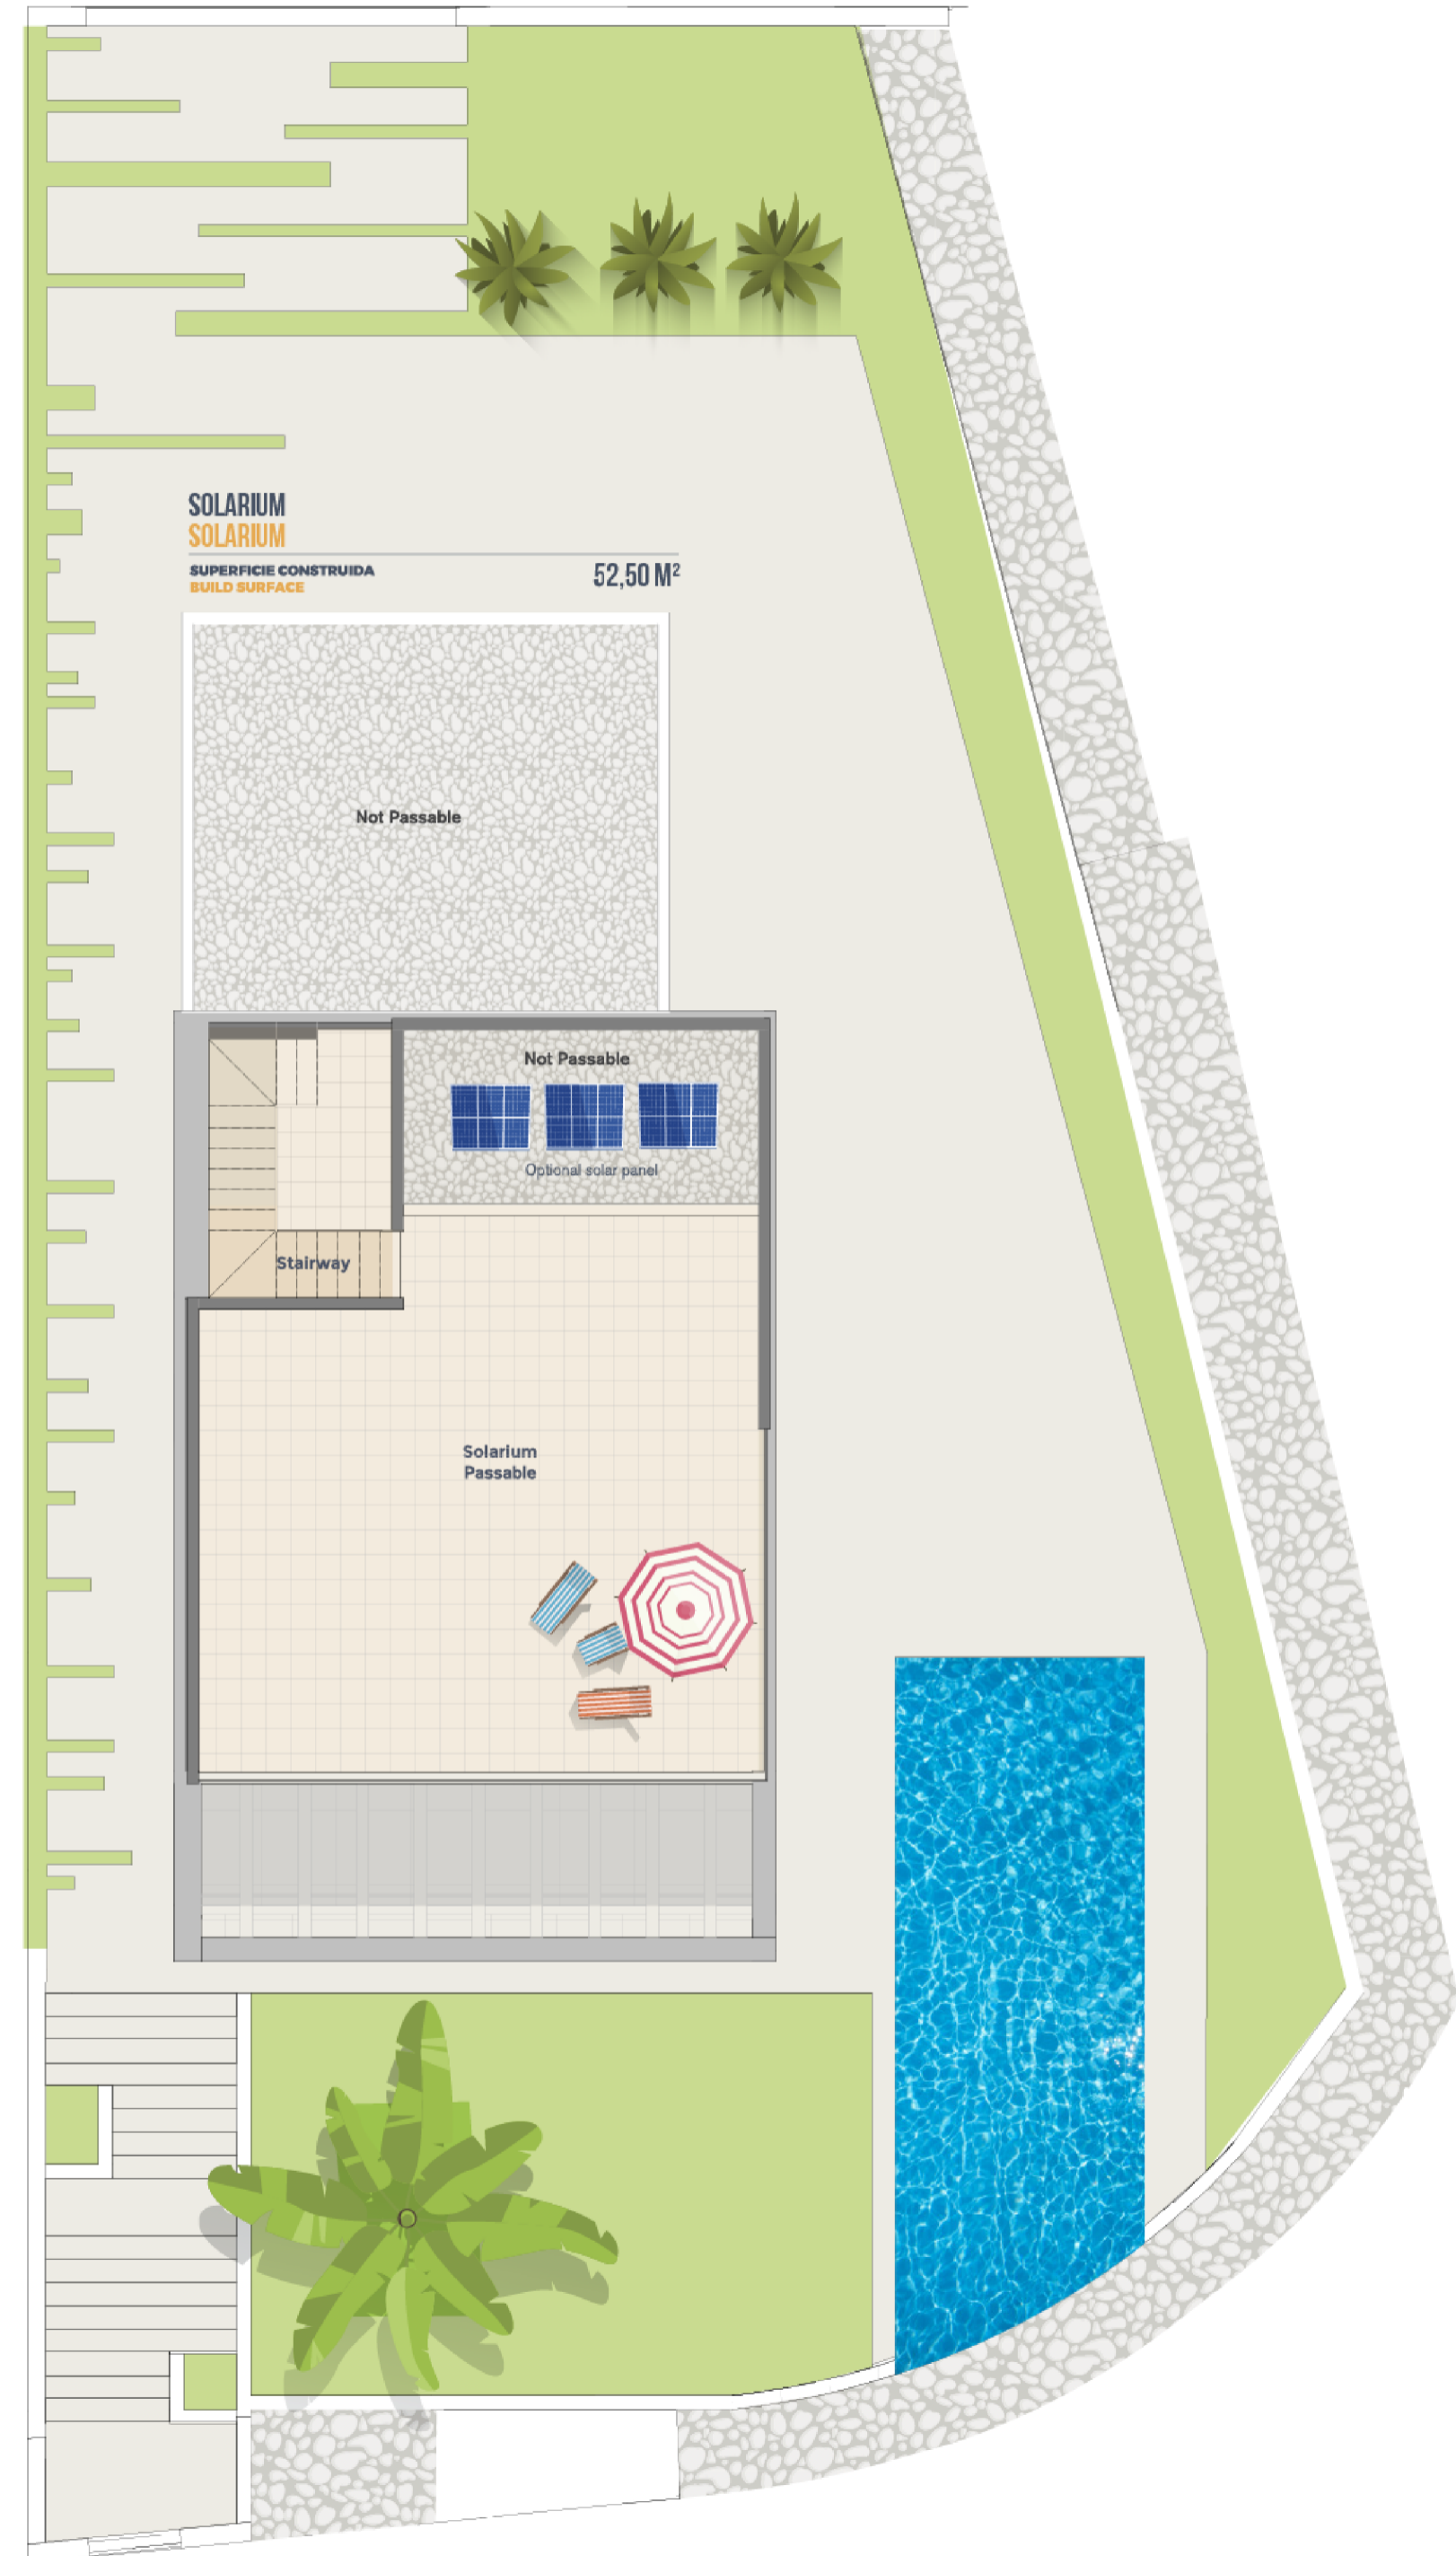 SOLARIUM
SOLARIUM
SUPERFICIE CONSTRUIDA
BUILD SURFACE
52,50 M²
Not Passable
Not Passable
Optional solar panel
Stairway
Solarium
Passable